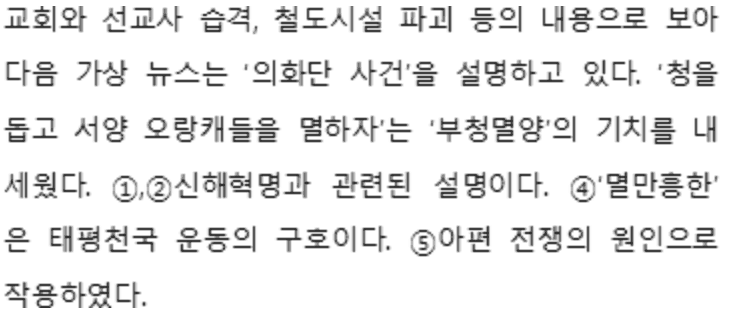 교회와 선교사 습격, 철도시설 파괴 등의 내용으로 보아
다음 가상 뉴스는 '의화단 사건'을 설명하고 있다. '청을
돕고 서양 오랑캐들을 멸하자'는 '부청멸양'의 기치를 내
세웠다. ①,②신해혁명과 관련된 설명이다. ④'멸만흥한'
은 태평천국 운동의 구호이다. ⑤아편 전쟁의 원인으로
작용하였다.